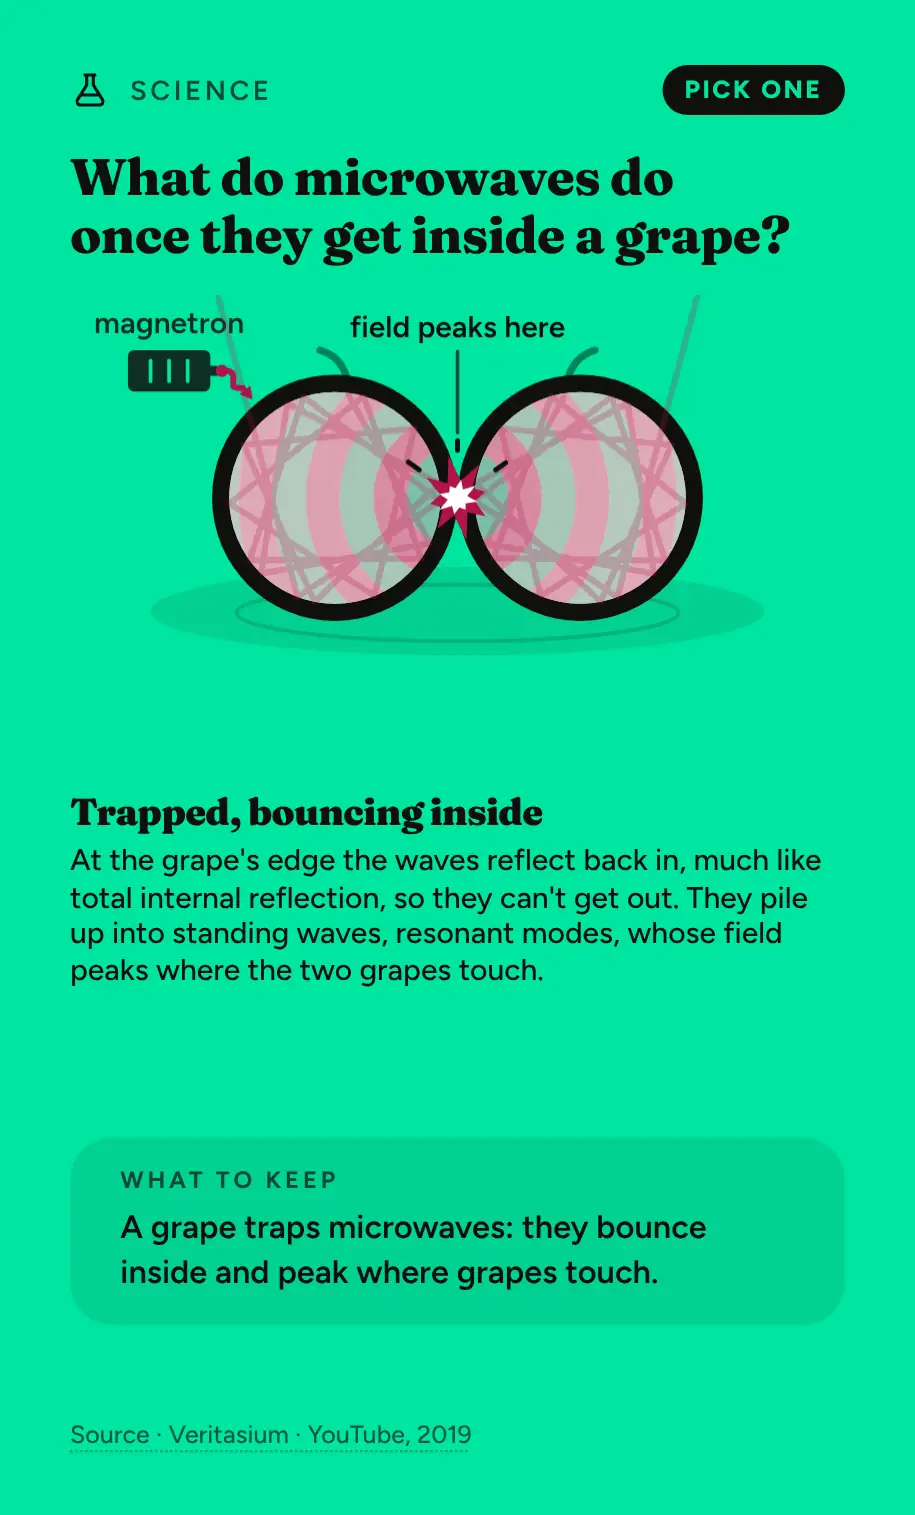 SCIENCE
PICK ONE
What do microwaves do
once they get inside a grape?
magnetron
field peaks here
Trapped, bouncing inside
At the grape's edge the waves reflect back in, much like
total internal reflection, so they can't get out. They pile
up into standing waves, resonant modes, whose field
peaks where the two grapes touch.
WHAT TO KEEP
A grape traps microwaves: they bounce
inside and peak where grapes touch.
Source · Veritasium · YouTube, 2019